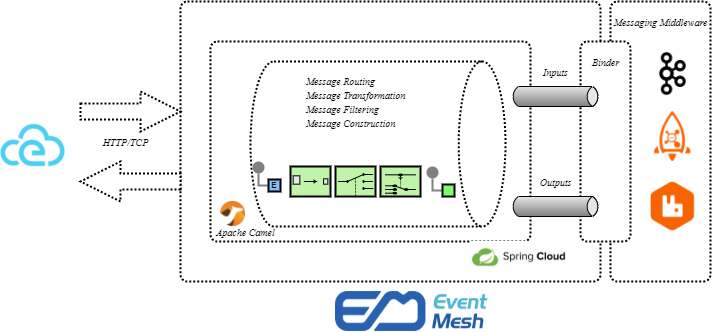 Messaging Middleware
Inputs
Binder
Message Routing
Message Transformation
Message Filtering
Message Construction
HTTP/TCP
E
Outputs
Apache Camel
Spring Cloud
Event
Mesh